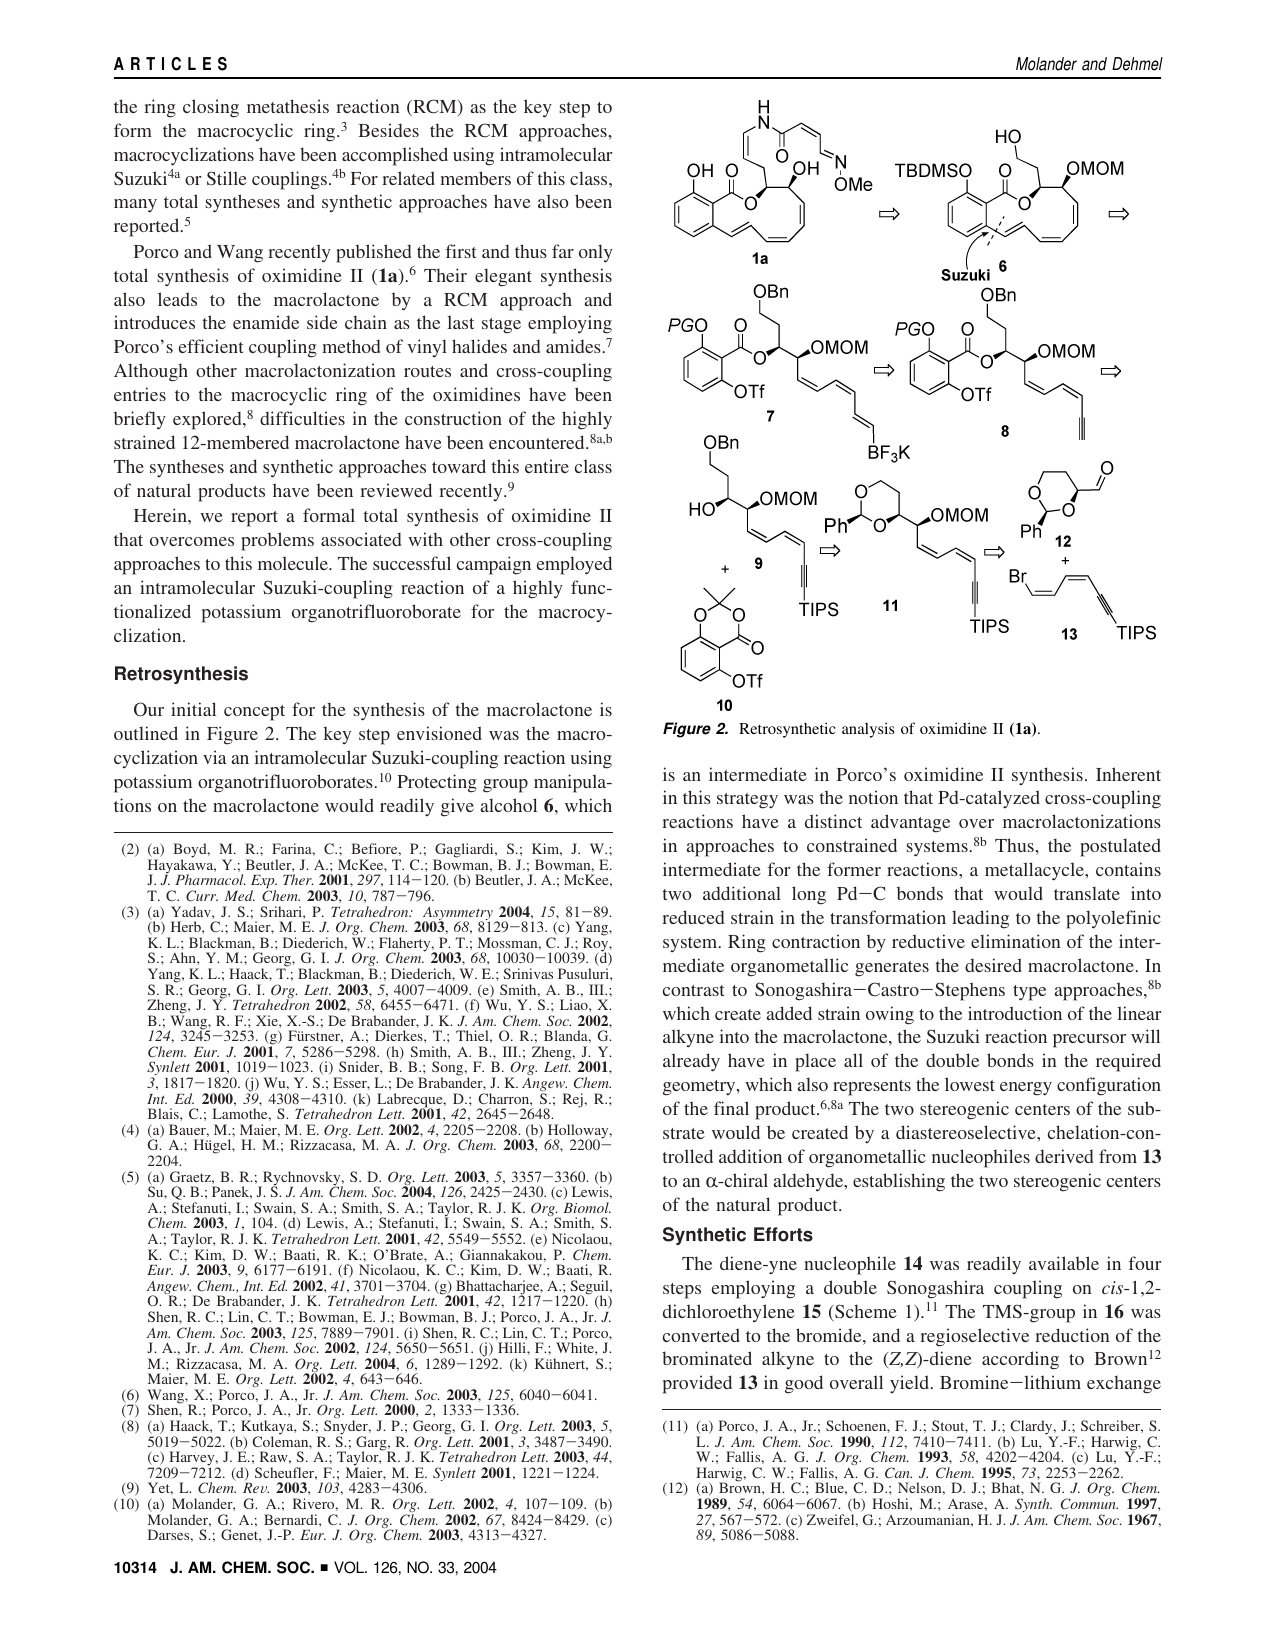 ARTICLES
Molander and Dehmel
the ring closing metathesis reaction (RCM) as the key step to
form the macrocyclic ring.3 Besides the RCM approaches,
macrocyclizations have been accomplished using intramolecular
Suzuki4a or Stille couplings.4b For related members of this class,
many total syntheses and synthetic approaches have also been
reported.5
Porco and Wang recently published the first and thus far only
total synthesis of oximidine II (1a).6 Their elegant synthesis
also leads to the macrolactone by a RCM approach and
introduces the enamide side chain as the last stage employing
Porco's efficient coupling method of vinyl halides and amides.7
Although other macrolactonization routes and cross-coupling
entries to the macrocyclic ring of the oximidines have been
briefly explored,8 difficulties in the construction of the highly
strained 12-membered macrolactone have been encountered.8a,b
The syntheses and synthetic approaches toward this entire class
of natural products have been reviewed recently.9
Herein, we report a formal total synthesis of oximidine II
that overcomes problems associated with other cross-coupling
approaches to this molecule. The successful campaign employed
an intramolecular Suzuki-coupling reaction of a highly func-
tionalized potassium organotrifluoroborate for the macrocy-
clization.
Retrosynthesis
Our initial concept for the synthesis of the macrolactone is
outlined in Figure 2. The key step envisioned was the macro-
cyclization via an intramolecular Suzuki-coupling reaction using
potassium organotrifluoroborates.10 Protecting group manipula-
tions on the macrolactone would readily give alcohol 6, which
(2) (a) Boyd, M. R.; Farina, C.; Befiore, P.; Gagliardi, S.; Kim, J. W.;
Hayakawa, Y.; Beutler, J. A.; McKee, T. C.; Bowman, B. J.; Bowman, E.
J. J. Pharmacol. Exp. Ther. 2001, 297, 114−120. (b) Beutler, J. A.; McKee,
T. C. Curr. Med. Chem. 2003, 10, 787−796.
(3) (a) Yadav, J. S.; Srihari, P. Tetrahedron: Asymmetry 2004, 15, 81−89.
(b) Herb, C.; Maier, M. E. J. Org. Chem. 2003, 68, 8129−813. (c) Yang,
K. L.; Blackman, B.; Diederich, W.; Flaherty, P. T.; Mossman, C. J.; Roy,
S.; Ahn, Y. M.; Georg, G. I. J. Org. Chem. 2003, 68, 10030−10039. (d)
Yang, K. L.; Haack, T.; Blackman, B.; Diederich, W. E.; Srinivas Pusuluri,
S. R.; Georg, G. I. Org. Lett. 2003, 5, 4007−4009. (e) Smith, A. B., III.;
Zheng, J. Y. Tetrahedron 2002, 58, 6455−6471. (f) Wu, Y. S.; Liao, X.
B.; Wang, R. F.; Xie, X.-S.; De Brabander, J. K. J. Am. Chem. Soc. 2002,
124, 3245−3253. (g) Fürstner, A.; Dierkes, T.; Thiel, O. R.; Blanda, G.
Chem. Eur. J. 2001, 7, 5286−5298. (h) Smith, A. B., III.; Zheng, J. Y.
Synlett 2001, 1019−1023. (i) Snider, B. B.; Song, F. B. Org. Lett. 2001,
3, 1817−1820. (j) Wu, Y. S.; Esser, L.; De Brabander, J. K. Angew. Chem.
Int. Ed. 2000, 39, 4308−4310. (k) Labrecque, D.; Charron, S.; Rej, R.;
Blais, C.; Lamothe, S. Tetrahedron Lett. 2001, 42, 2645−2648.
(4) (a) Bauer, M.; Maier, M. E. Org. Lett. 2002, 4, 2205−2208. (b) Holloway,
G. A.; Hügel, H. M.; Rizzacasa, M. A. J. Org. Chem. 2003, 68, 2200−
2204.
(5) (a) Graetz, B. R.; Rychnovsky, S. D. Org. Lett. 2003, 5, 3357−3360. (b)
Su, Q. B.; Panek, J. S. J. Am. Chem. Soc. 2004, 126, 2425−2430. (c) Lewis,
A.; Stefanuti, I.; Swain, S. A.; Smith, S. A.; Taylor, R. J. K. Org. Biomol.
Chem. 2003, 1, 104. (d) Lewis, A.; Stefanuti, I.; Swain, S. A.; Smith, S.
A.; Taylor, R. J. K. Tetrahedron Lett. 2001, 42, 5549−5552. (e) Nicolaou,
K. C.; Kim, D. W.; Baati, R. K.; O'Brate, A.; Giannakakou, P. Chem.
Eur. J. 2003, 9, 6177−6191. (f) Nicolaou, K. C.; Kim, D. W.; Baati, R.
Angew. Chem., Int. Ed. 2002, 41, 3701−3704. (g) Bhattacharjee, A.; Seguil,
O. R.; De Brabander, J. K. Tetrahedron Lett. 2001, 42, 1217−1220. (h)
Shen, R. C.; Lin, C. T.; Bowman, E. J.; Bowman, B. J.; Porco, J. A., Jr. J.
Am. Chem. Soc. 2003, 125, 7889−7901. (i) Shen, R. C.; Lin, C. T.; Porco,
J. A., Jr. J. Am. Chem. Soc. 2002, 124, 5650−5651. (j) Hilli, F.; White, J.
M.; Rizzacasa, M. A. Org. Lett. 2004, 6, 1289−1292. (k) Kühnert, S.;
Maier, M. E. Org. Lett. 2002, 4, 643−646.
(6) Wang, X.; Porco, J. A., Jr. J. Am. Chem. Soc. 2003, 125, 6040−6041.
(7) Shen, R.; Porco, J. A., Jr. Org. Lett. 2000, 2, 1333−1336.
(8) (a) Haack, T.; Kutkaya, S.; Snyder, J. P.; Georg, G. I. Org. Lett. 2003, 5,
5019−5022. (b) Coleman, R. S.; Garg, R. Org. Lett. 2001, 3, 3487−3490.
(c) Harvey, J. E.; Raw, S. A.; Taylor, R. J. K. Tetrahedron Lett. 2003, 44,
7209−7212. (d) Scheufler, F.; Maier, M. E. Synlett 2001, 1221−1224.
(9) Yet, L. Chem. Rev. 2003, 103, 4283−4306.
(10) (a) Molander, G. A.; Rivero, M. R. Org. Lett. 2002, 4, 107−109. (b)
Molander, G. A.; Bernardi, C. J. Org. Chem. 2002, 67, 8424−8429. (c)
Darses, S.; Genet, J.-P. Eur. J. Org. Chem. 2003, 4313−4327.
H
N
O
N
OMe
OH
O
O
OH
1a
HO
TBDMSO
O
O
OMOM
Suzuki
6
OBn
PGO
O
O
OMOM
OTf
BF3K
7
OBn
PGO
O
O
OMOM
OTf
8
OBn
HO
OMOM
TIPS
9
+
O
O
O
OTf
10
O
Ph
O
OMOM
TIPS
11
O
O
O
Ph
12
+
Br
TIPS
13
Figure 2. Retrosynthetic analysis of oximidine II (1a).
is an intermediate in Porco's oximidine II synthesis. Inherent
in this strategy was the notion that Pd-catalyzed cross-coupling
reactions have a distinct advantage over macrolactonizations
in approaches to constrained systems.8b Thus, the postulated
intermediate for the former reactions, a metallacycle, contains
two additional long Pd−C bonds that would translate into
reduced strain in the transformation leading to the polyolefinic
system. Ring contraction by reductive elimination of the inter-
mediate organometallic generates the desired macrolactone. In
contrast to Sonogashira−Castro−Stephens type approaches,8b
which create added strain owing to the introduction of the linear
alkyne into the macrolactone, the Suzuki reaction precursor will
already have in place all of the double bonds in the required
geometry, which also represents the lowest energy configuration
of the final product.6,8a The two stereogenic centers of the sub-
strate would be created by a diastereoselective, chelation-con-
trolled addition of organometallic nucleophiles derived from 13
to an α-chiral aldehyde, establishing the two stereogenic centers
of the natural product.
Synthetic Efforts
The diene-yne nucleophile 14 was readily available in four
steps employing a double Sonogashira coupling on cis-1,2-
dichloroethylene 15 (Scheme 1).11 The TMS-group in 16 was
converted to the bromide, and a regioselective reduction of the
brominated alkyne to the (Z,Z)-diene according to Brown12
provided 13 in good overall yield. Bromine−lithium exchange
(11) (a) Porco, J. A., Jr.; Schoenen, F. J.; Stout, T. J.; Clardy, J.; Schreiber, S.
L. J. Am. Chem. Soc. 1990, 112, 7410−7411. (b) Lu, Y.-F.; Harwig, C.
W.; Fallis, A. G. J. Org. Chem. 1993, 58, 4202−4204. (c) Lu, Y.-F.;
Harwig, C. W.; Fallis, A. G. Can. J. Chem. 1995, 73, 2253−2262.
(12) (a) Brown, H. C.; Blue, C. D.; Nelson, D. J.; Bhat, N. G. J. Org. Chem.
1989, 54, 6064−6067. (b) Hoshi, M.; Arase, A. Synth. Commun. 1997,
27, 567−572. (c) Zweifel, G.; Arzoumanian, H. J. J. Am. Chem. Soc. 1967,
89, 5086−5088.
10314 J. AM. CHEM. SOC. ■ VOL. 126, NO. 33, 2004